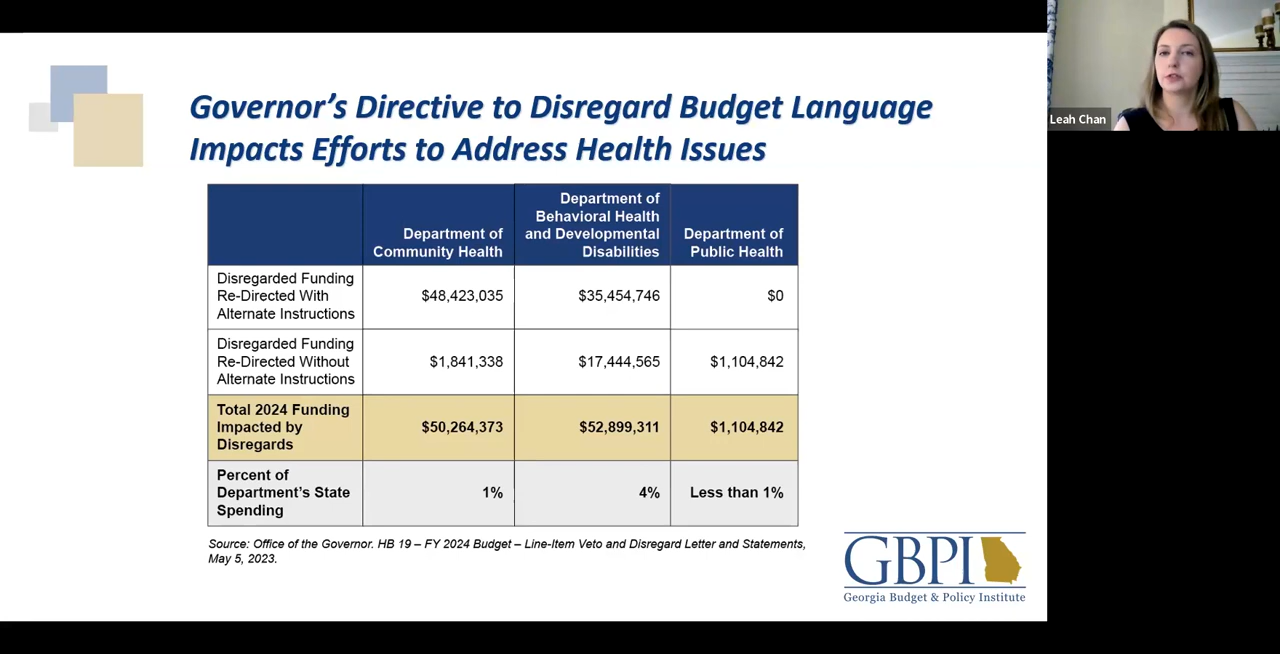 Governor's Directive to Disregard Budget Language
Impacts Efforts to Address Health Issues
Department of
Community Health
Department of
Behavioral Health
and Developmental
Disabilities
Department of
Public Health
Disregarded Funding
Re-Directed With
Alternate Instructions
$48,423,035
$35,454,746
$0
Disregarded Funding
Re-Directed Without
Alternate Instructions
$1,841,338
$17,444,565
$1,104,842
Total 2024 Funding
Impacted by
Disregards
$50,264,373
$52,899,311
$1,104,842
Percent of
Department's State
Spending
1%
4%
Less than 1%
Source: Office of the Governor. HB 19 – FY 2024 Budget – Line-Item Veto and Disregard Letter and Statements,
May 5, 2023.
GBPI
Georgia Budget & Policy Institute
Leah Chan